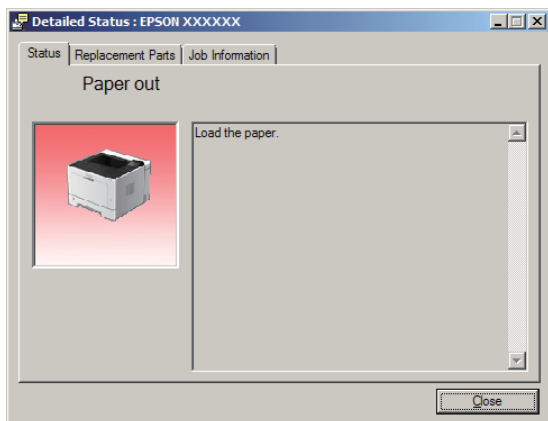 Detailed Status : EPSON XXXXXX
Status Replacement Parts Job Information
Paper out
Load the paper.
Close